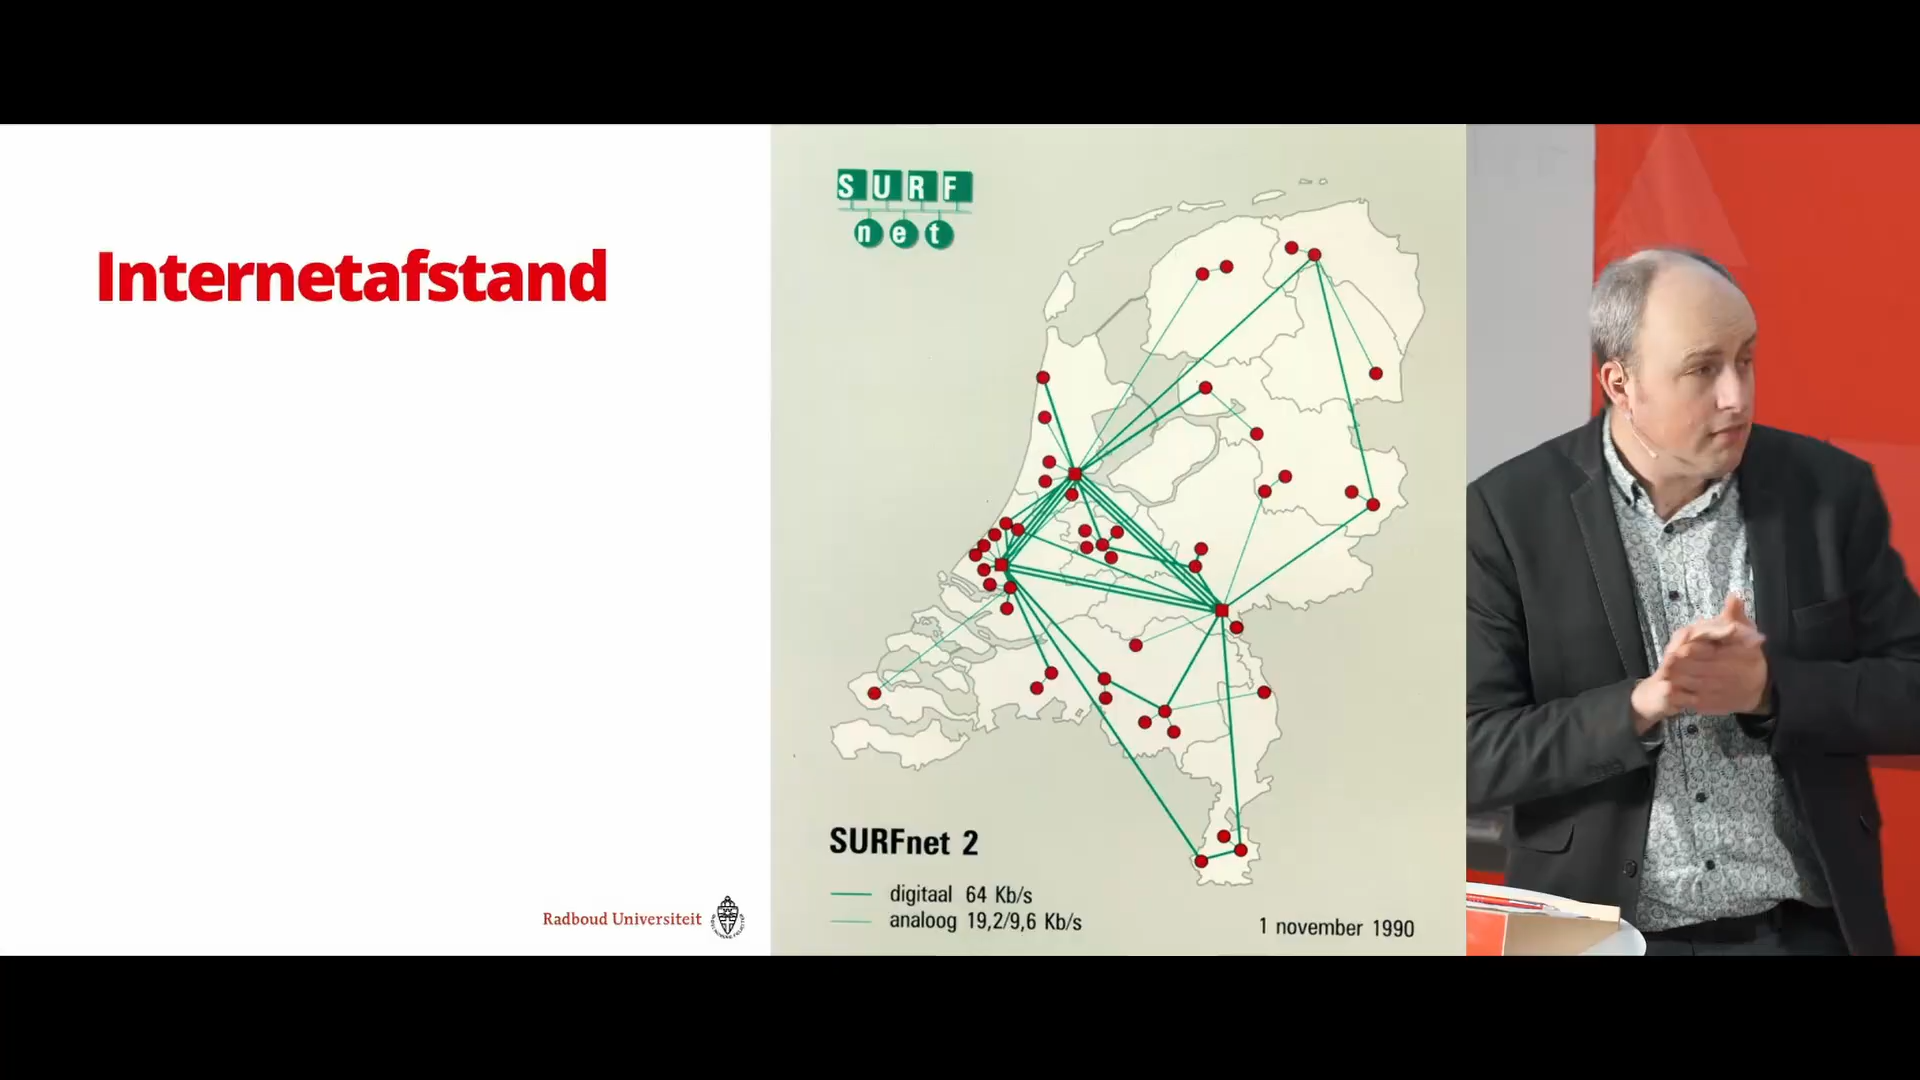 Internetafstand
Radboud Universiteit
SURF
net
SURFnet 2
digitaal 64 Kb/s
analoog 19,2/9,6 Kb/s
1 november 1990